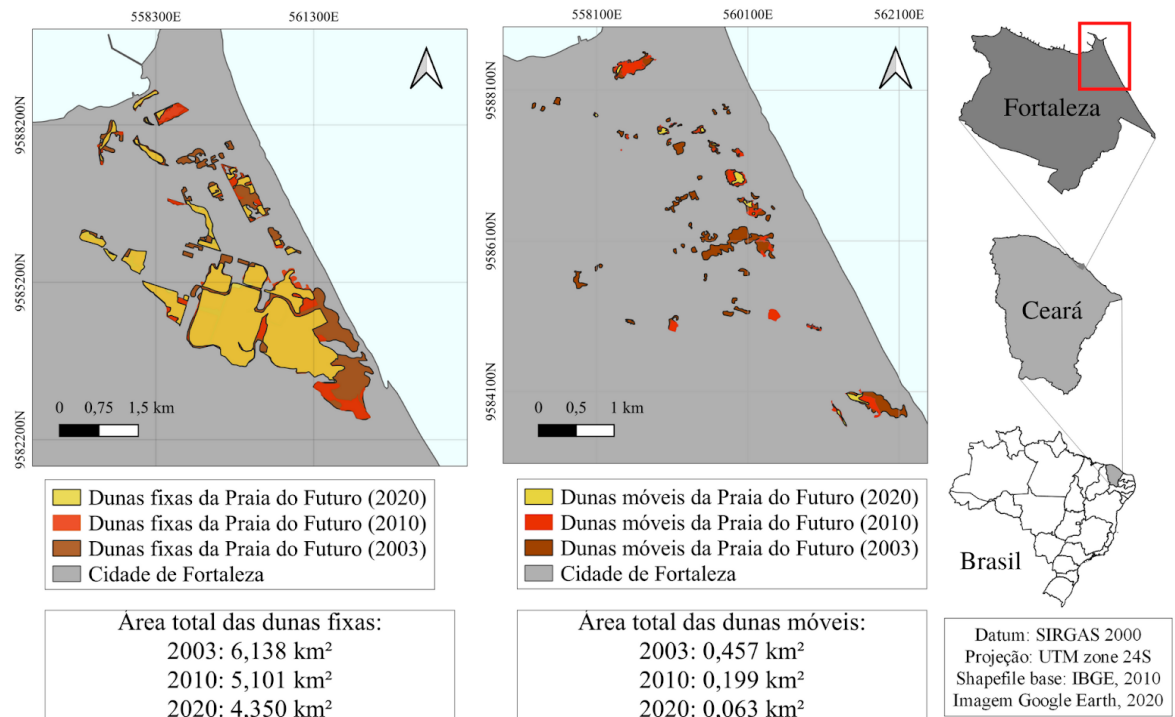 558300E
561300E
9588200N
9585200N
9582200N
0 0,75 1,5 km
Dunas fixas da Praia do Futuro (2020)
Dunas fixas da Praia do Futuro (2010)
Dunas fixas da Praia do Futuro (2003)
Cidade de Fortaleza
Área total das dunas fixas:
2003: 6,138 km²
2010: 5,101 km²
2020: 4,350 km²
558100E
560100E
562100E
9588100N
9586100N
9584100N
0 0,5 1 km
Dunas móveis da Praia do Futuro (2020)
Dunas móveis da Praia do Futuro (2010)
Dunas móveis da Praia do Futuro (2003)
Cidade de Fortaleza
Área total das dunas móveis:
2003: 0,457 km²
2010: 0,199 km²
2020: 0,063 km²
Fortaleza
Ceará
Brasil
Datum: SIRGAS 2000
Projeção: UTM zone 24S
Shapefile base: IBGE, 2010
Imagem Google Earth, 2020